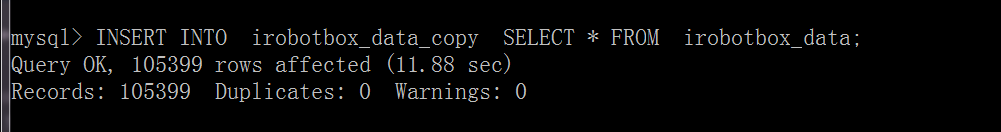 mysql> INSERT INTO  irobotbox_data_copy  SELECT * FROM  irobotbox_data;
Query OK, 105399 rows affected (11.88 sec)
Records: 105399  Duplicates: 0  Warnings: 0